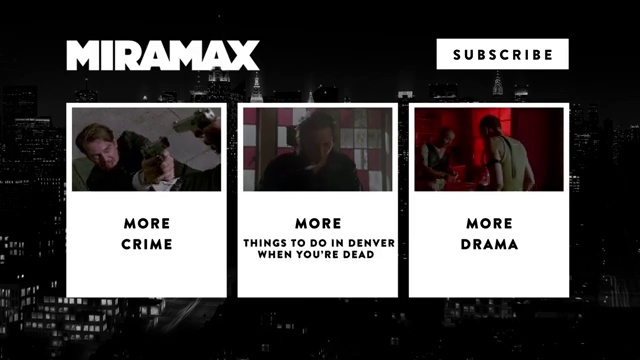 MIRAMAX
SUBSCRIBE
MORE
CRIME
MORE
THINGS TO DO IN DENVER
WHEN YOU'RE DEAD
MORE
DRAMA